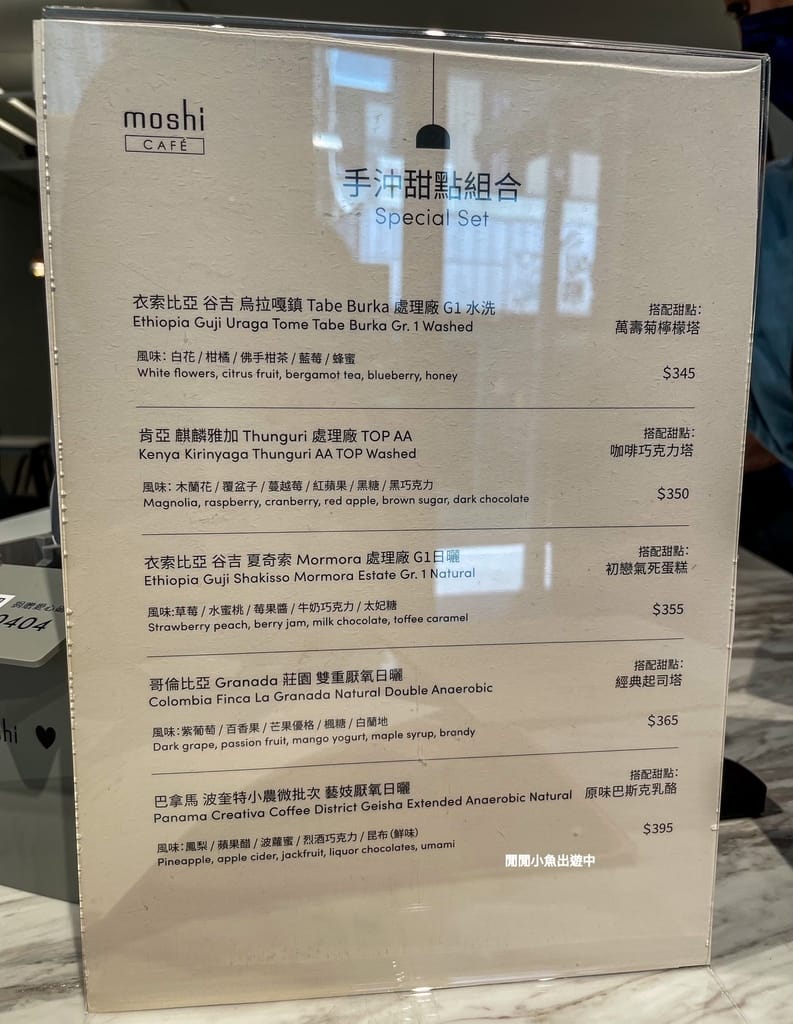 moshi
CAFÉ
手沖甜點組合
Special Set
衣索比亞 谷吉 烏拉嘎鎮 Tabe Burka 處理廠 G1 水洗
Ethiopia Guji Uraga Tome Tabe Burka Gr. 1 Washed
搭配甜點：
萬壽菊檸檬塔
風味：白花 / 柑橘 / 佛手柑茶 / 藍莓 / 蜂蜜
White flowers, citrus fruit, bergamot tea, blueberry, honey
$345
肯亞 麒麟雅加 Thunguri 處理廠 TOP AA
Kenya Kirinyaga Thunguri AA TOP Washed
搭配甜點：
咖啡巧克力塔
風味：木蘭花 / 覆盆子 / 蔓越莓 / 紅蘋果 / 黑糖 / 黑巧克力
Magnolia, raspberry, cranberry, red apple, brown sugar, dark chocolate
$350
衣索比亞 谷吉 夏奇索 Mormora 處理廠 G1日曬
Ethiopia Guji Shakisso Mormora Estate Gr. 1 Natural
搭配甜點：
初戀氣死蛋糕
風味:草莓 / 水蜜桃 / 莓果醬 / 牛奶巧克力 / 太妃糖
Strawberry peach, berry jam, milk chocolate, toffee caramel
$355
哥倫比亞 Granada 莊園 雙重厭氧日曬
Colombia Finca La Granada Natural Double Anaerobic
搭配甜點：
經典起司塔
風味:紫葡萄 / 百香果 / 芒果優格 / 楓糖 / 白蘭地
Dark grape, passion fruit, mango yogurt, maple syrup, brandy
$365
巴拿馬 波奎特小農微批次 藝妓厭氧日曬
Panama Creativa Coffee District Geisha Extended Anaerobic Natural
搭配甜點：
原味巴斯克乳酪
風味:鳳梨 / 蘋果醋 / 波蘿蜜 / 烈酒巧克力 / 昆布(鮮味)
Pineapple, apple cider, jackfruit, liquor chocolates, umami
$395
閒閒小魚出遊中
0404
hi